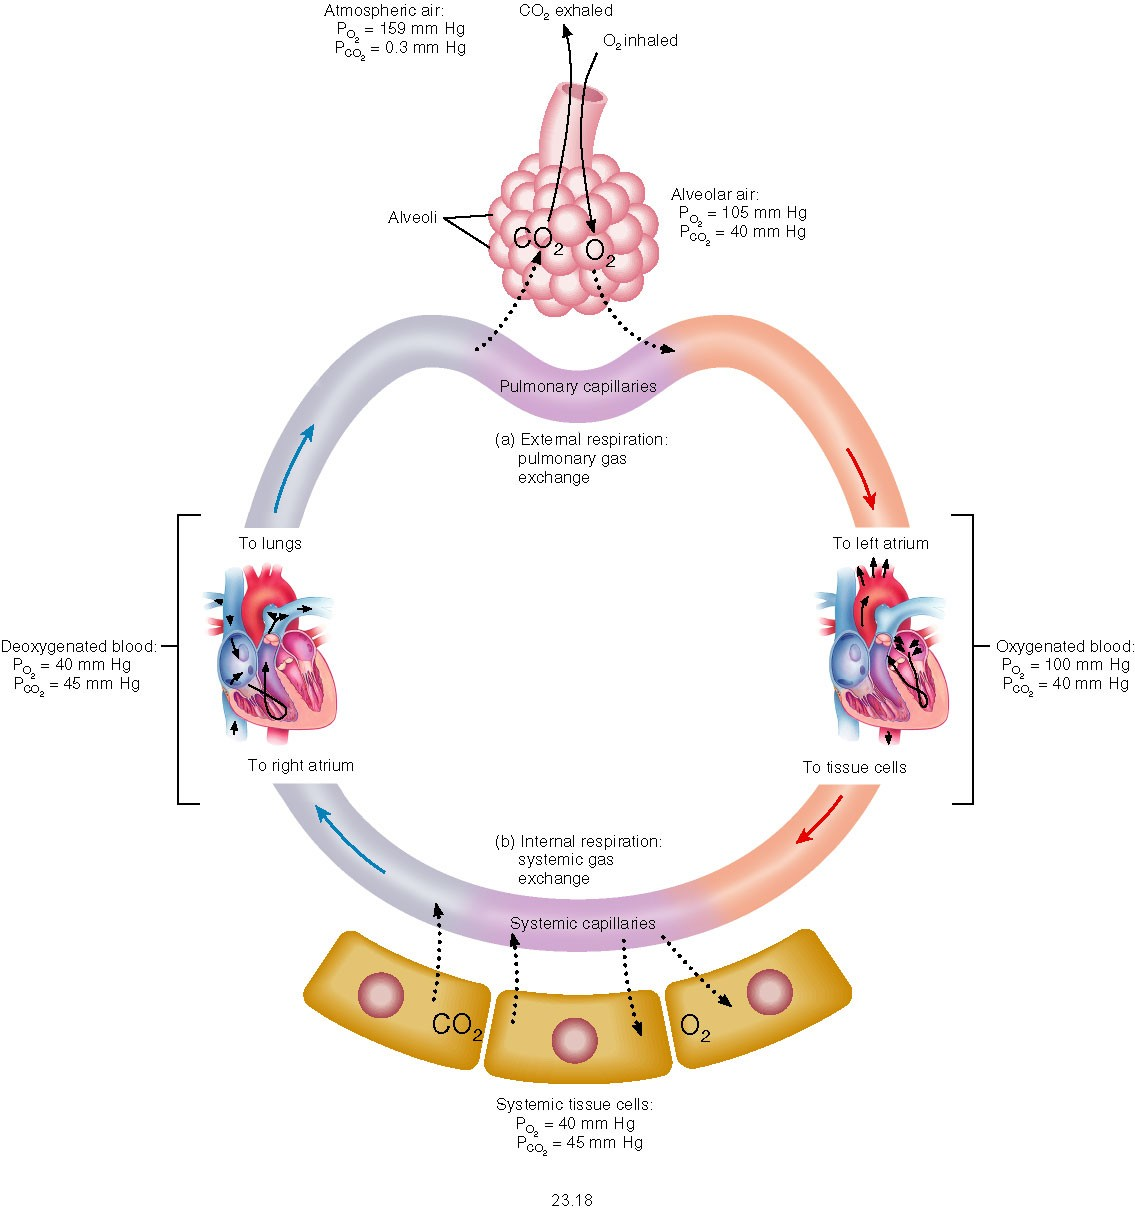 Atmospheric air:
PO₂ = 159 mm Hg
PCO₂ = 0.3 mm Hg
CO₂ exhaled
O₂ inhaled
Alveolar air:
PO₂ = 105 mm Hg
PCO₂ = 40 mm Hg
Alveoli
CO₂
O₂
Pulmonary capillaries
(a) External respiration:
pulmonary gas
exchange
To lungs
To left atrium
Deoxygenated blood:
PO₂ = 40 mm Hg
PCO₂ = 45 mm Hg
Oxygenated blood:
PO₂ = 100 mm Hg
PCO₂ = 40 mm Hg
To right atrium
To tissue cells
(b) Internal respiration:
systemic gas
exchange
Systemic capillaries
CO₂
O₂
Systemic tissue cells:
PO₂ = 40 mm Hg
PCO₂ = 45 mm Hg
23.18